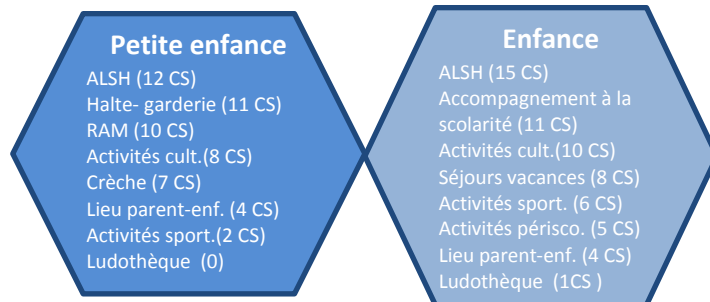 Petite enfance
ALSH (12 CS)
Halte- garderie (11 CS)
RAM (10 CS)
Activités cult.(8 CS)
Crèche (7 CS)
Lieu parent-enf. (4 CS)
Activités sport.(2 CS)
Ludothèque (0)
Enfance
ALSH (15 CS)
Accompagnement à la
scolarité (11 CS)
Activités cult.(10 CS)
Séjours vacances (8 CS)
Activités sport. (6 CS)
Activités périsco. (5 CS)
Lieu parent-enf. (4 CS)
Ludothèque (1CS )